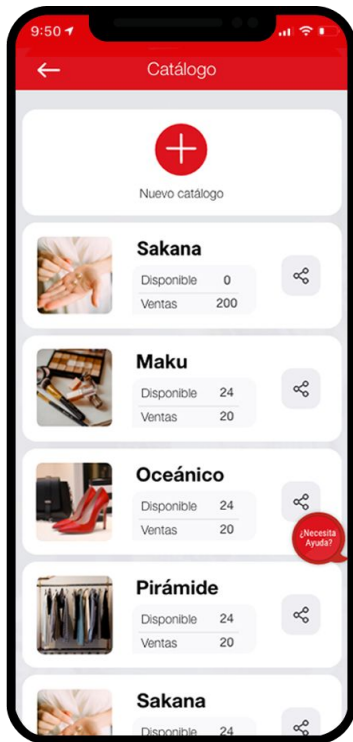 9:50
Catálogo
Nuevo catálogo
Sakana
Disponible 0
Ventas 200
Maku
Disponible 24
Ventas 20
Oceánico
Disponible 24
Ventas 20
¿Necesita
Ayuda?
Pirámide
Disponible 24
Ventas 20
Sakana
Disponible 24